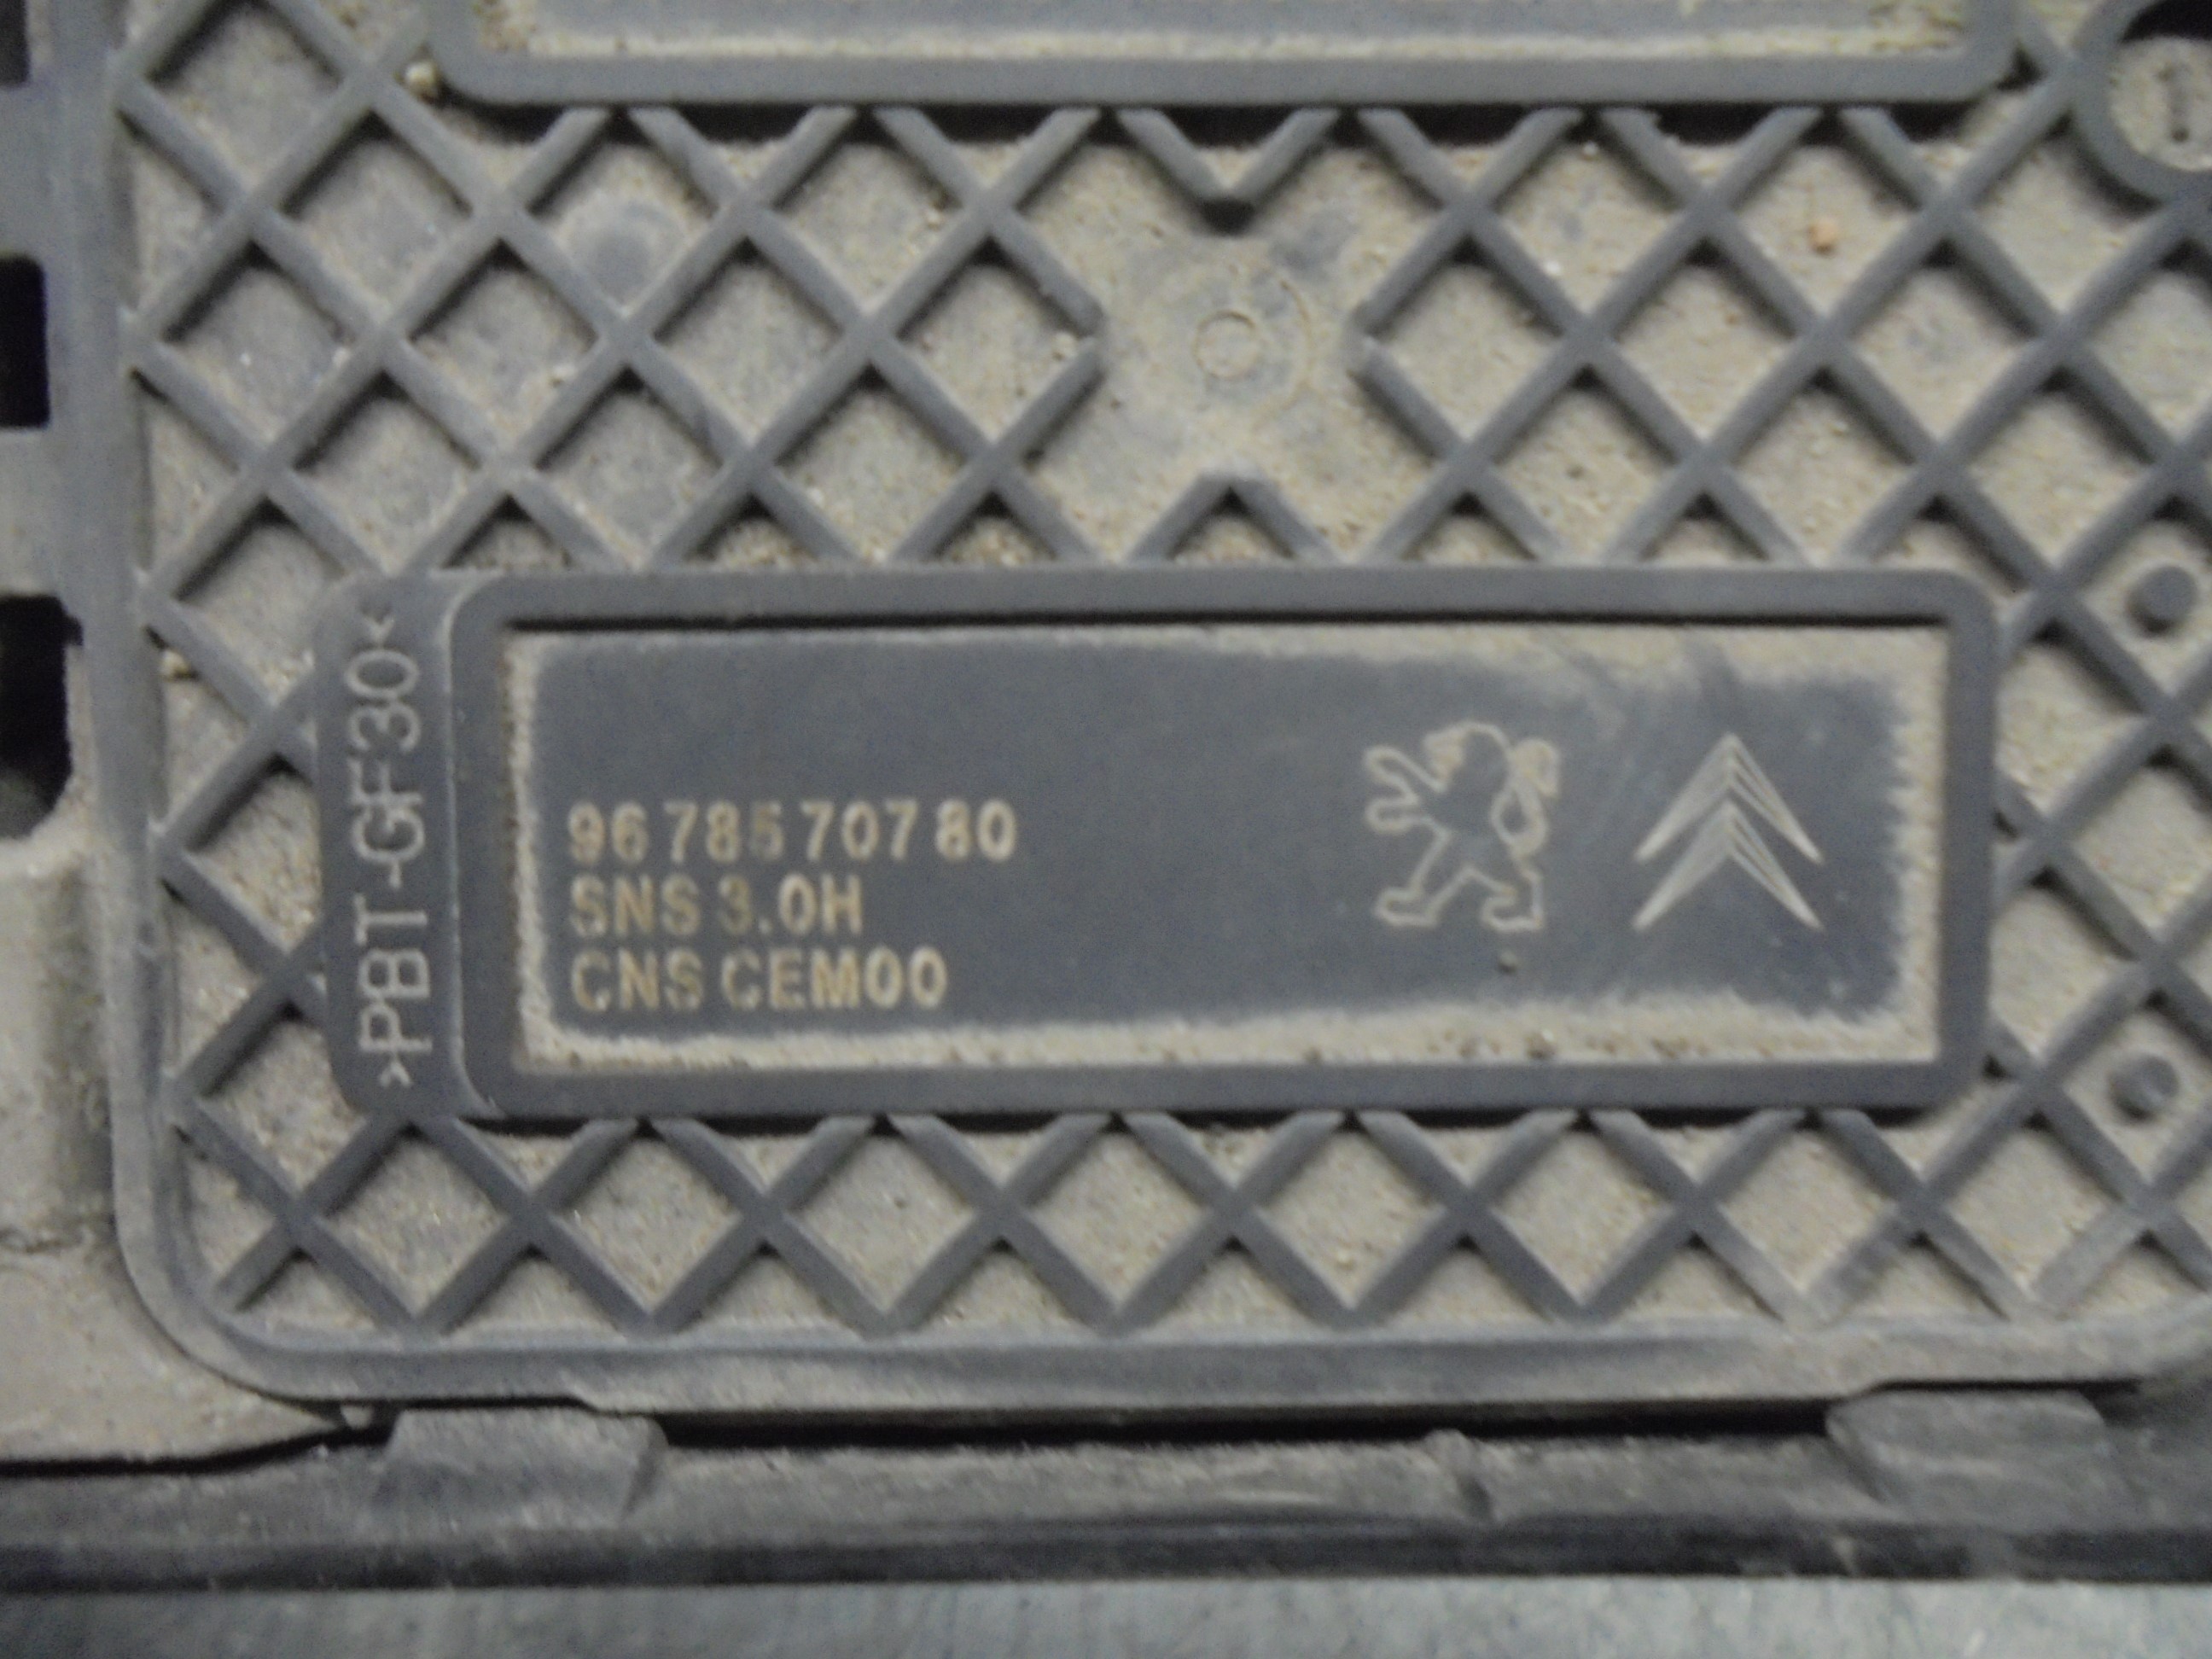 >PBT-GF30<
96 785 707 80
SNS 3.0H
CNS CEM00